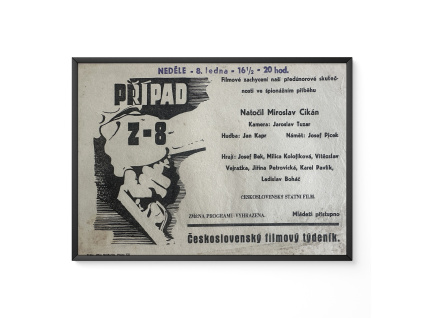 NEDĚLE - 8. ledna - 16½ - 20 hod.
Filmové zachycení naší předúnorové skuteč-
nosti ve špionážním příběhu
PŘÍPAD
Z-8
Natočil Miroslav Cikán
Kamera: Jaroslav Tuzar
Hudba: Jan Kapr Námět: Josef Picek
Hrají: Josef Bek, Milica Kolofíková, Vítězslav
Vejražka, Jiřina Petrovická, Karel Pavlík,
Ladislav Boháč
ČESKOSLOVENSKÝ STÁTNÍ FILM.
ZMĚNA PROGRAMU VYHRAZENA. Mládeži přístupno
Československý filmový týdeník.